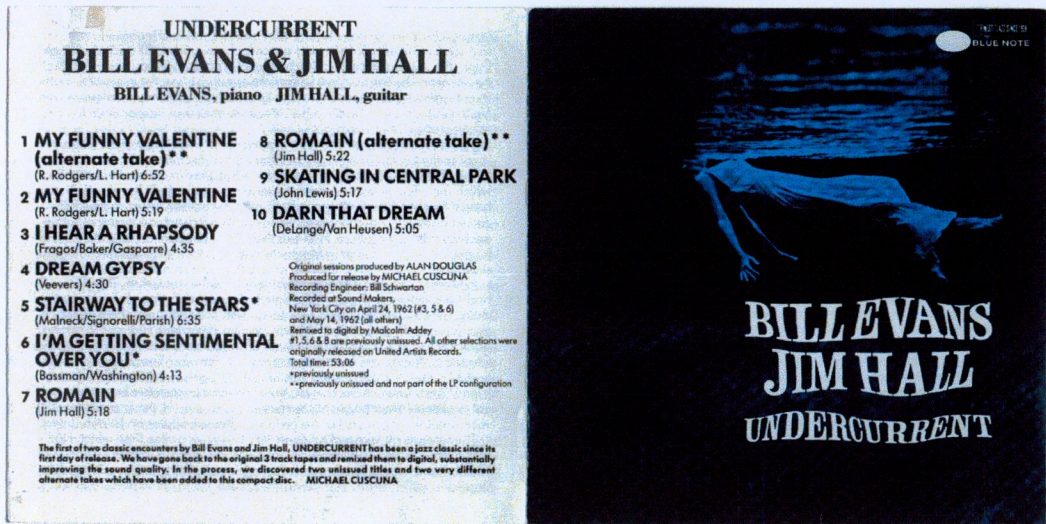 UNDERCURRENT
BILL EVANS & JIM HALL
BILL EVANS, piano JIM HALL, guitar
1 MY FUNNY VALENTINE
(alternate take)**
(R. Rodgers/L. Hart) 6:52
2 MY FUNNY VALENTINE
(R. Rodgers/L. Hart) 5:19
3 I HEAR A RHAPSODY
(Fragos/Baker/Gasparre) 4:35
4 DREAM GYPSY
(Veevers) 4:30
5 STAIRWAY TO THE STARS*
(Malneck/Signorelli/Parish) 6:35
6 I'M GETTING SENTIMENTAL
OVER YOU*
(Bassman/Washington) 4:13
7 ROMAIN
(Jim Hall) 5:18
8 ROMAIN (alternate take)**
(Jim Hall) 5:22
9 SKATING IN CENTRAL PARK
(John Lewis) 5:17
10 DARN THAT DREAM
(DeLange/Van Heusen) 5:05
Original sessions produced by ALAN DOUGLAS
Produced for release by MICHAEL CUSCUNA
Recording Engineer: Bill Schwartan
Recorded at Sound Makers,
New York City on April 24, 1962 (#3, 5 & 6)
and May 14, 1962 (all others)
Remixed to digital by Malcolm Addey
#1,5,6 & 8 are previously unissued. All other selections were
originally released on United Artists Records.
Total time: 53:06
*previously unissued
**previously unissued and not part of the LP configuration
The first of two classic encounters by Bill Evans and Jim Hall, UNDERCURRENT has been a jazz classic since its
first day of release. We have gone back to the original 3 track tapes and remixed them to digital, substantially
improving the sound quality. In the process, we discovered two unissued titles and two very different
alternate takes which have been added to this compact disc. MICHAEL CUSCUNA
BLUE NOTE
BILL EVANS
JIM HALL
UNDERCURRENT